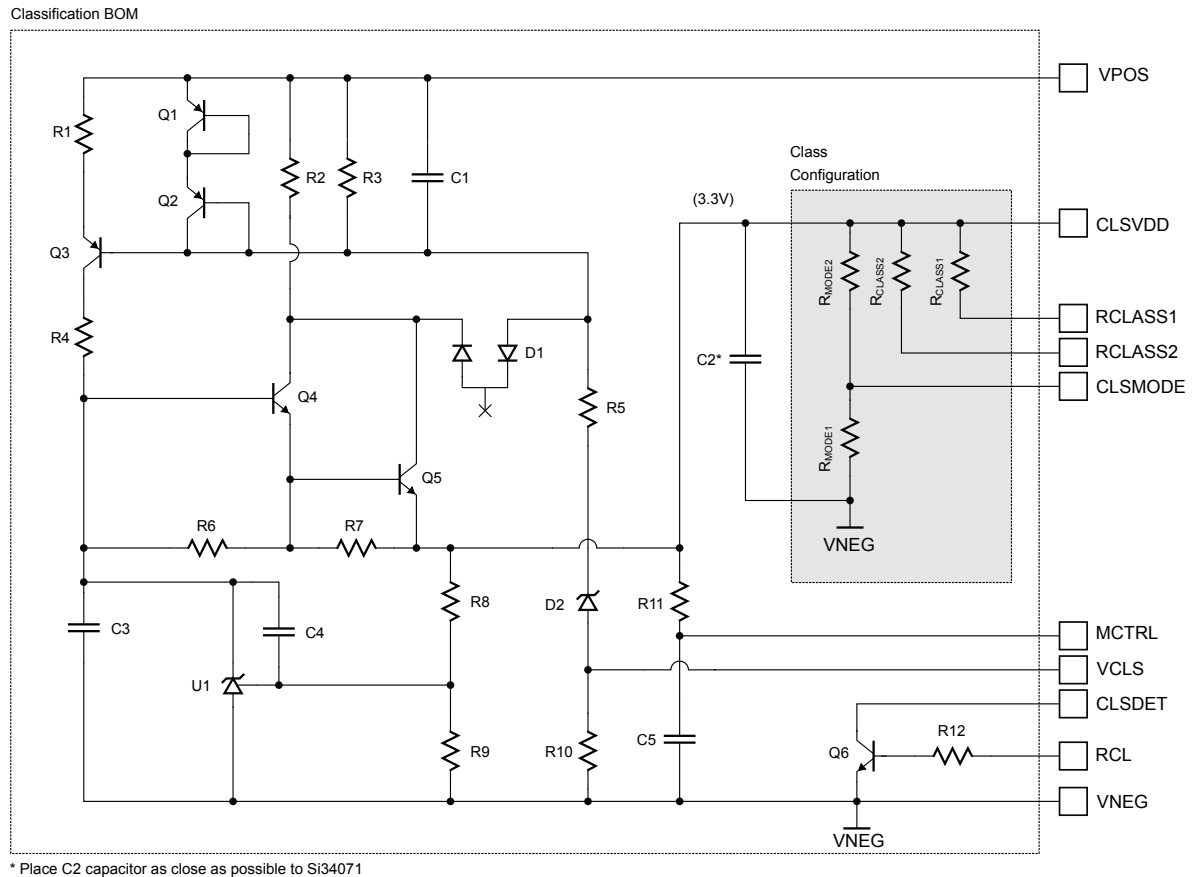 Classification BOM
VPOS
Q1
R1
R2
R3
C1
Class
Configuration
Q2
(3.3V)
CLSVDD
Q3
RMODE2
RCLASS2
RCLASS1
RCLASS1
R4
D1
C2*
RCLASS2
CLSMODE
Q4
R5
RMODE1
Q5
R6
R7
VNEG
R8
D2
R11
C3
C4
MCTRL
VCLS
U1
CLSDET
R12
R9
R10
C5
Q6
RCL
VNEG
VNEG
* Place C2 capacitor as close as possible to Si34071